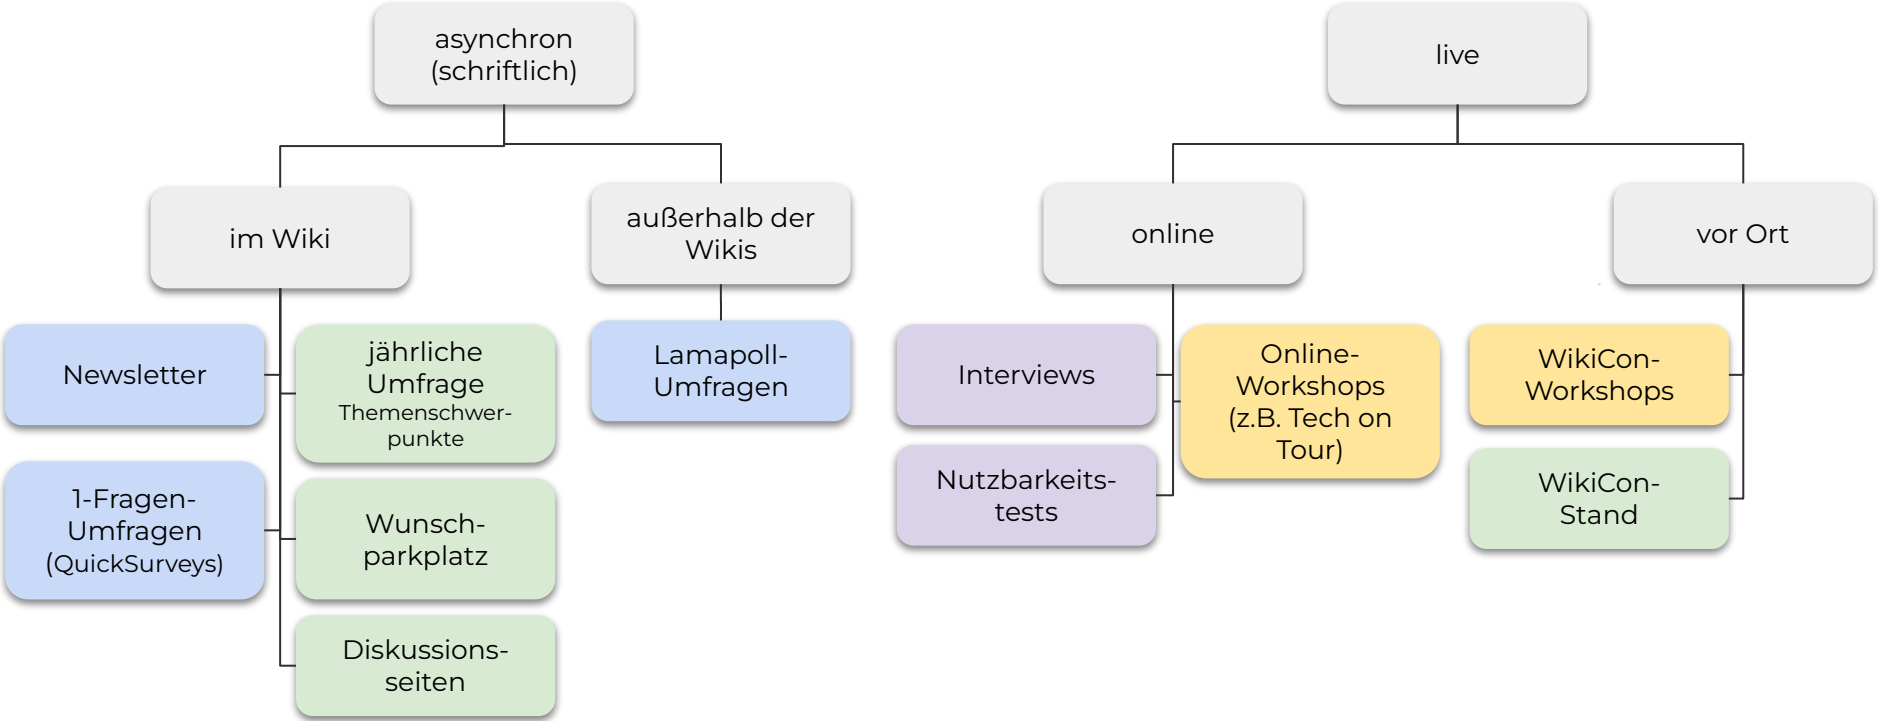 asynchron
(schriftlich)
live
im Wiki
außerhalb der
Wikis
online
vor Ort
Newsletter
jährliche
Umfrage
Themenschwer-
punkte
Lamapoll-
Umfragen
Interviews
Online-
Workshops
(z.B. Tech on
Tour)
WikiCon-
Workshops
1-Fragen-
Umfragen
(QuickSurveys)
Wunsch-
parkplatz
Nutzbarkeits-
tests
WikiCon-
Stand
Diskussions-
seiten